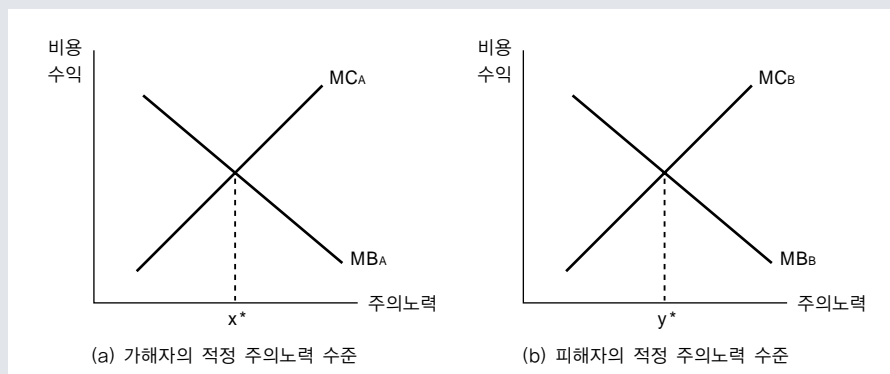 비용
수익
MCA
MBA
주의노력
x*
(a) 가해자의 적정 주의노력 수준
비용
수익
MCB
MBB
주의노력
y*
(b) 피해자의 적정 주의노력 수준